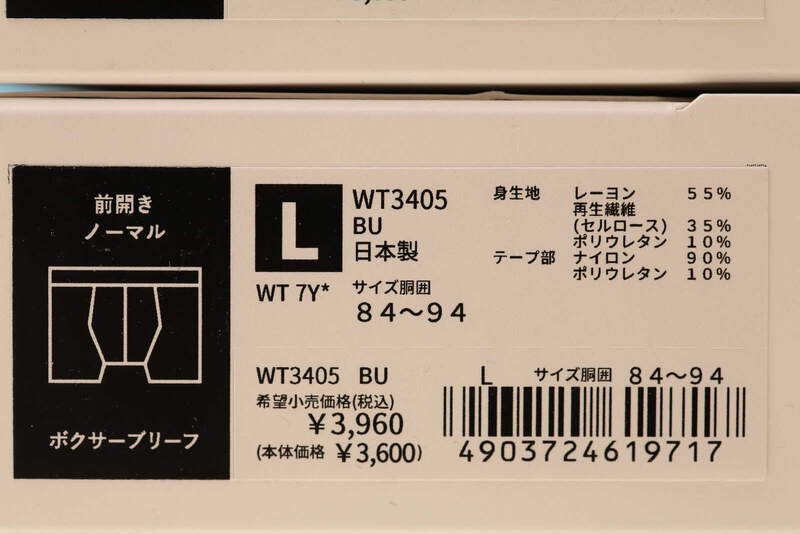 前開き
ノーマル
ボクサーブリーフ
L
WT3405
BU
日本製
WT 7Y*
サイズ胴囲
84〜94
身生地 レーヨン 55%
再生繊維
(セルロース) 35%
ポリウレタン 10%
テープ部 ナイロン 90%
ポリウレタン 10%
WT3405 BU L サイズ胴囲 84〜94
希望小売価格(税込)
¥3,960
(本体価格 ¥3,600)
4903724619717